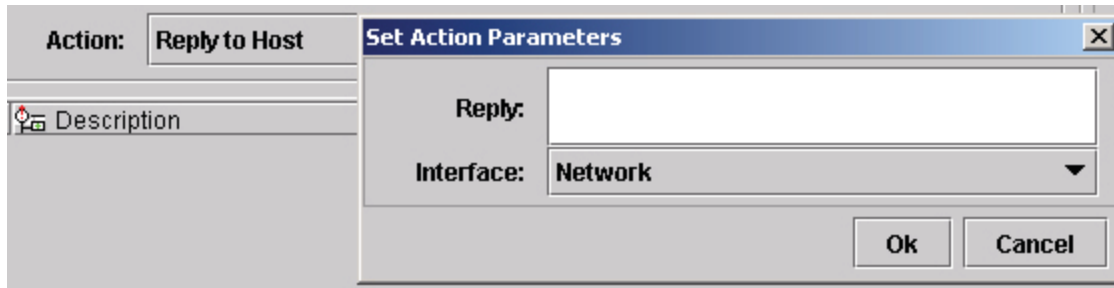 Action: Reply to Host
Set Action Parameters
Reply:
Description
Interface: Network
Ok Cancel